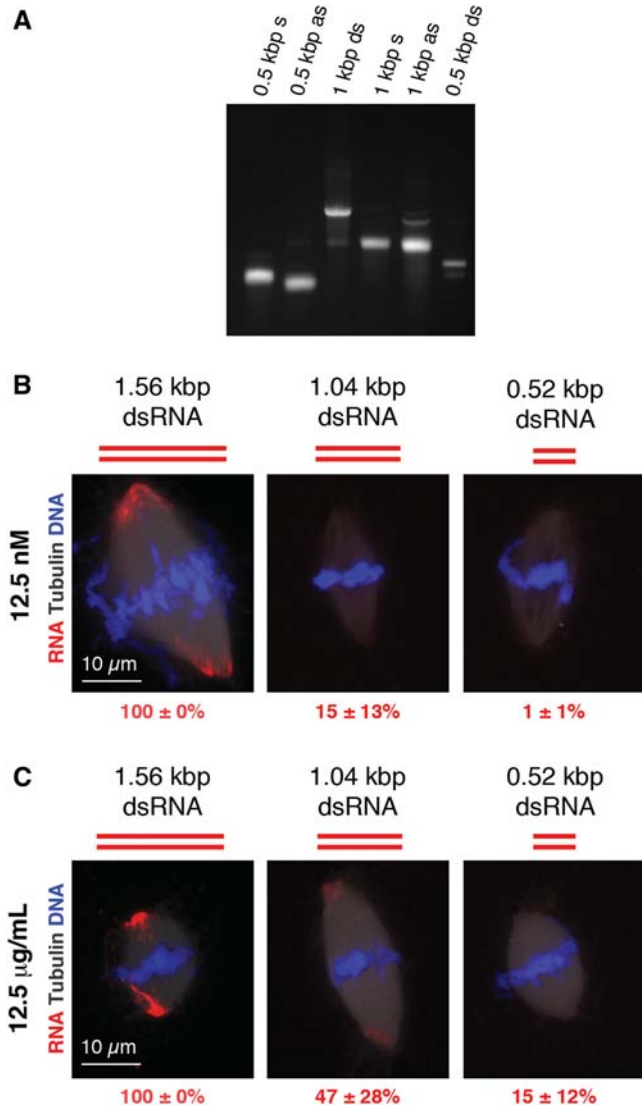 A
0.5 kbp s
0.5 kbp as
1 kbp ds
1 kbp s
1 kbp as
0.5 kbp ds
B
1.56 kbp
dsRNA
1.04 kbp
dsRNA
0.52 kbp
dsRNA
12.5 nM
RNA Tubulin DNA
10 µm
100 ± 0%
15 ± 13%
1 ± 1%
C
1.56 kbp
dsRNA
1.04 kbp
dsRNA
0.52 kbp
dsRNA
12.5 µg/mL
RNA Tubulin DNA
10 µm
100 ± 0%
47 ± 28%
15 ± 12%